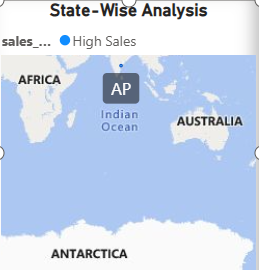 State-Wise Analysis
sales_... High Sales
AFRICA
AP
Indian
Ocean
AUSTRALIA
ANTARCTICA